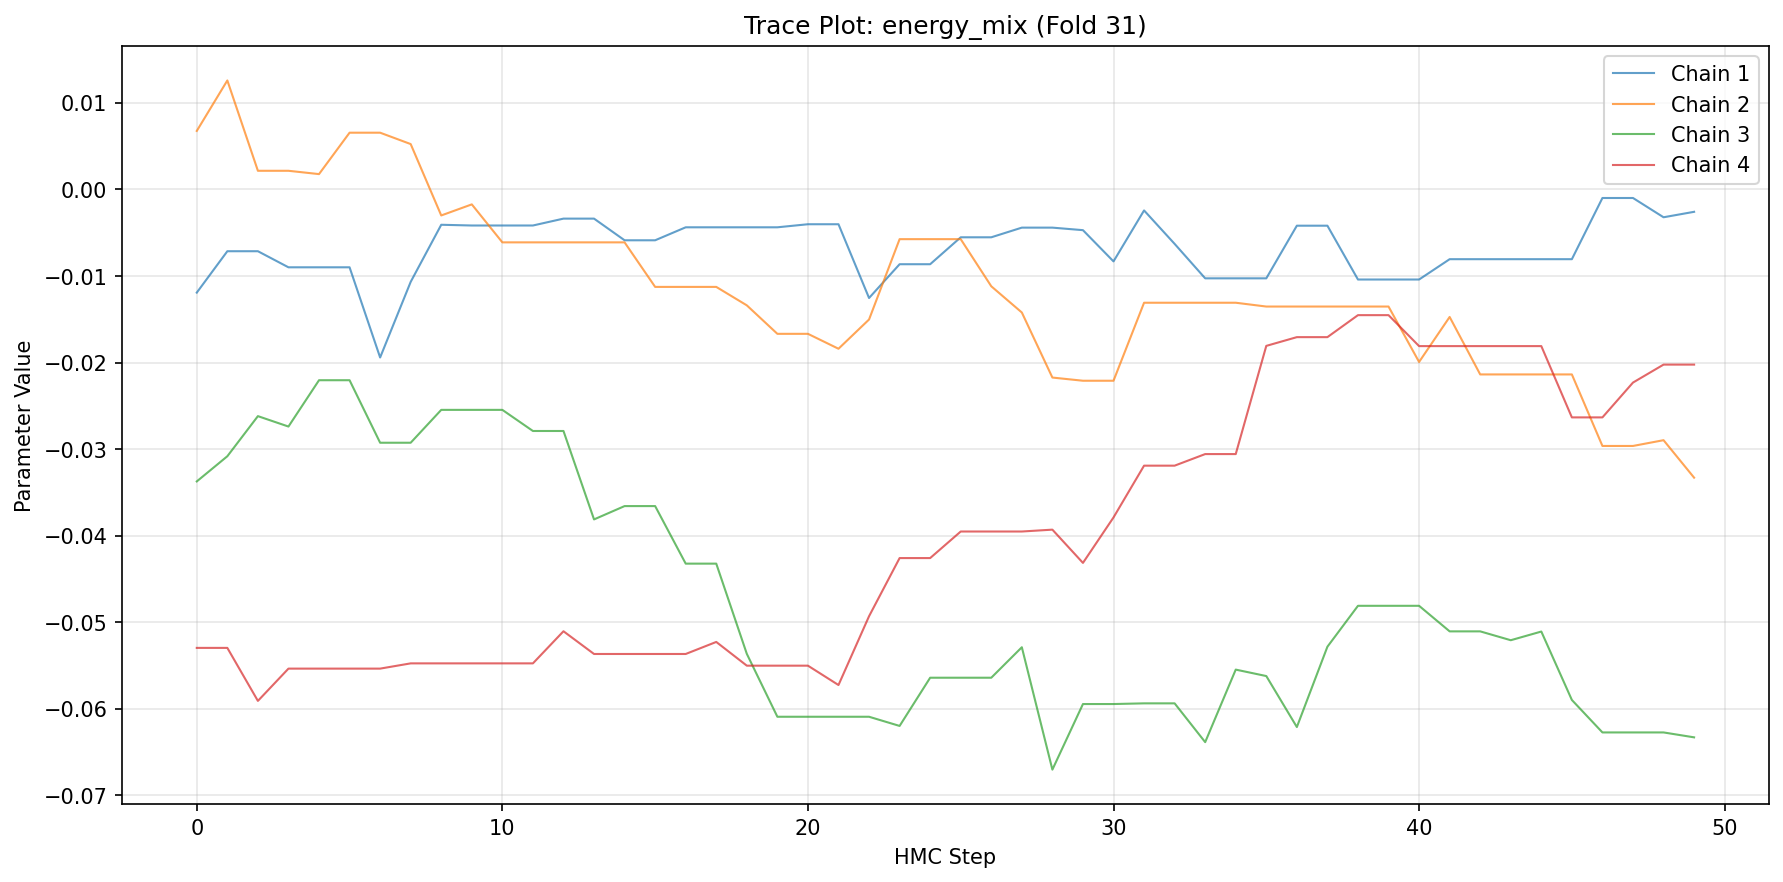 Trace Plot: energy_mix (Fold 31)
Chain 1
Chain 2
Chain 3
Chain 4
0.01
0.00
−0.01
−0.02
−0.03
−0.04
−0.05
−0.06
−0.07
Parameter Value
0 10 20 30 40 50
HMC Step